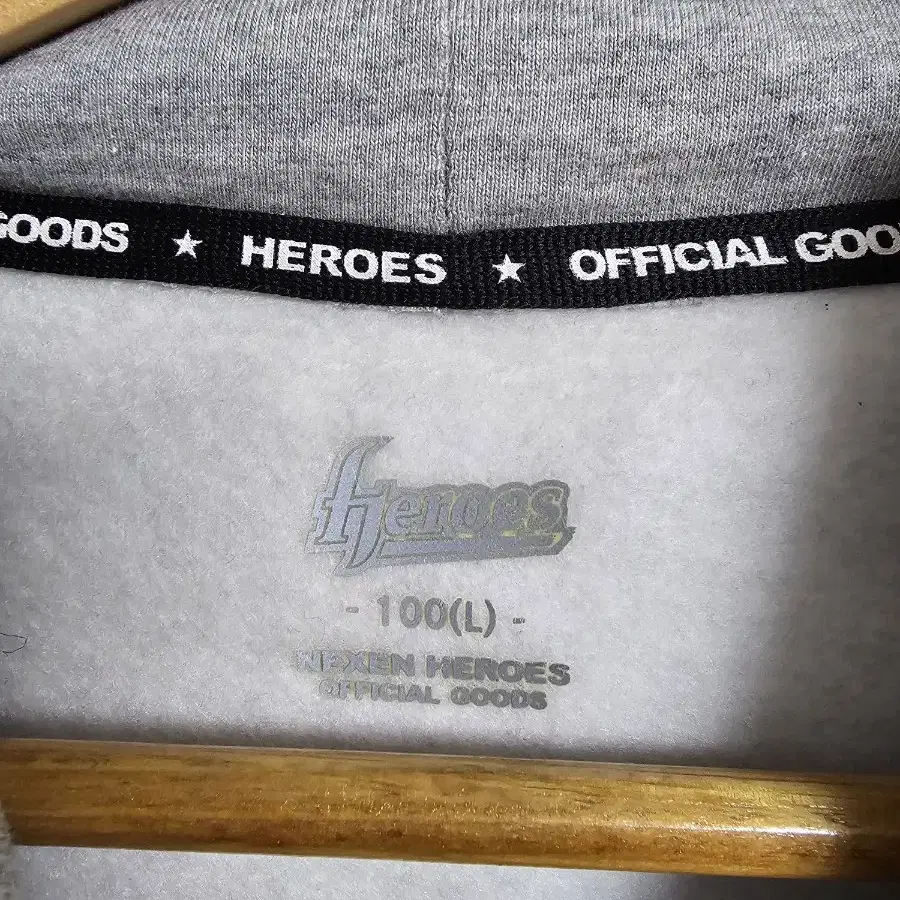 GOODS ★ HEROES ★ OFFICIAL GOO
Heroes
- 100(L) -
NEXEN HEROES
OFFICIAL GOODS